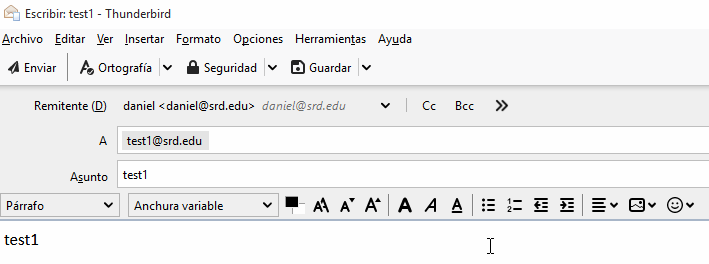 Escribir: test1 - Thunderbird
Archivo Editar Ver Insertar Formato Opciones Herramientas Ayuda
Enviar Ortografía Seguridad Guardar
Remitente (D) daniel <daniel@srd.edu> daniel@srd.edu Cc Bcc
A test1@srd.edu
Asunto test1
Párrafo Anchura variable
test1